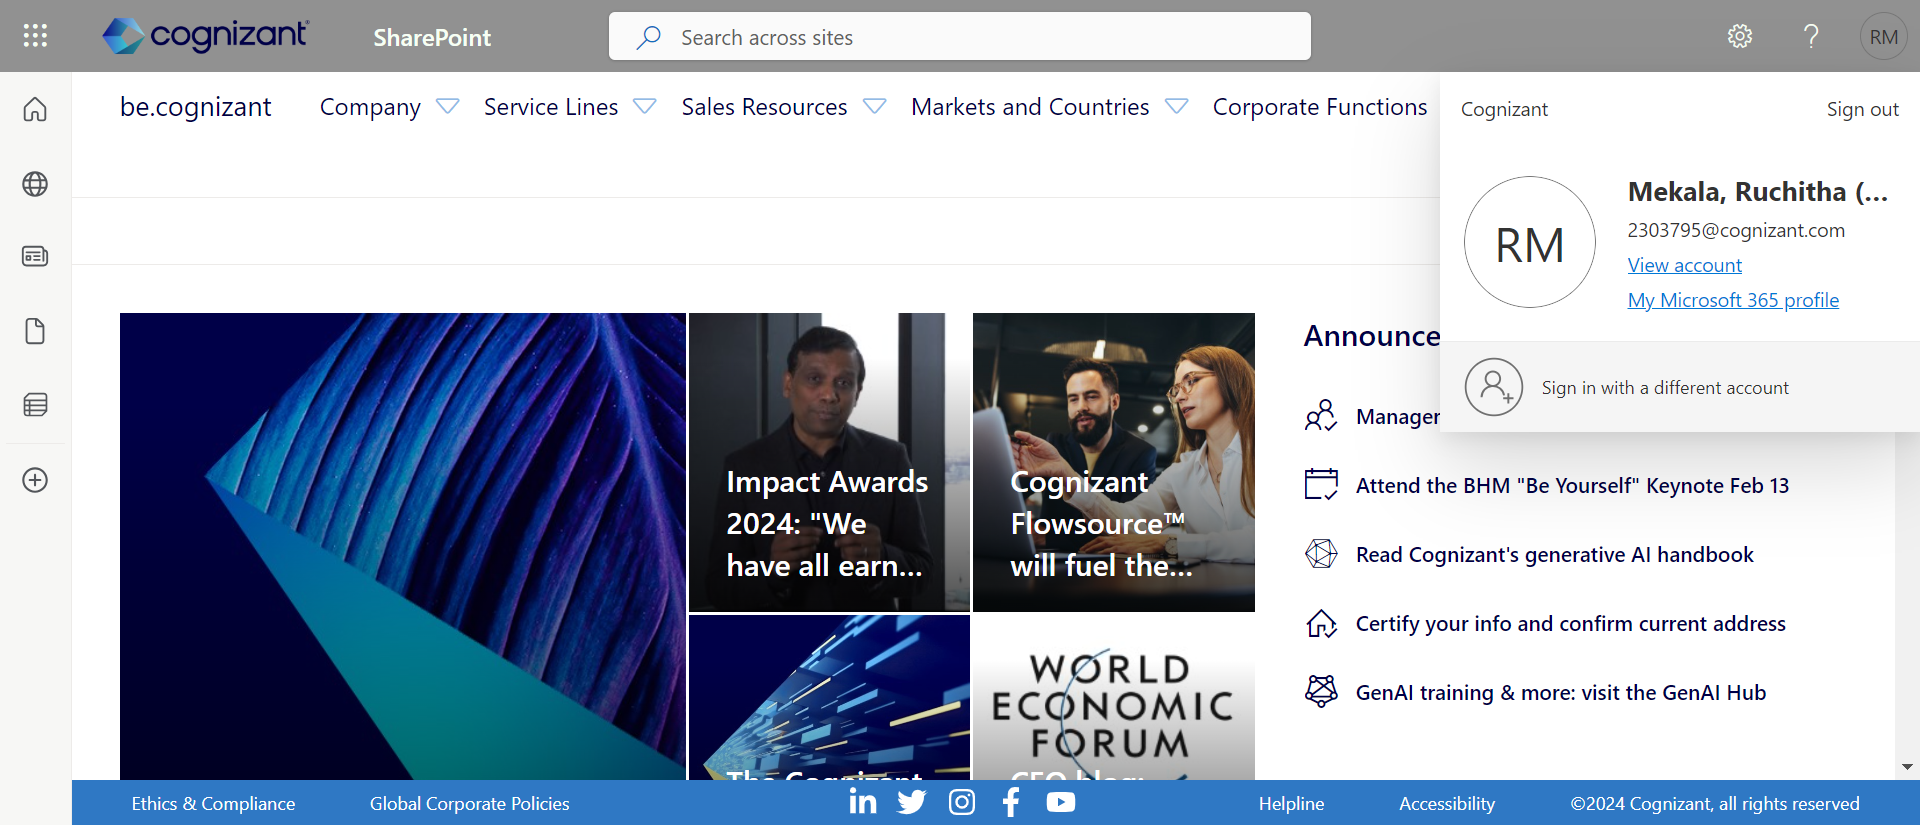 cognizant
SharePoint
Search across sites
RM
be.cognizant
Company
Service Lines
Sales Resources
Markets and Countries
Corporate Functions
Cognizant
Sign out
RM
Mekala, Ruchitha (...
2303795@cognizant.com
View account
My Microsoft 365 profile
Sign in with a different account
Impact Awards
2024: "We
have all earn...
Cognizant
Flowsource™
will fuel the...
WORLD
ECONOMIC
FORUM
The Cognizant
CEO blog:
Announce
Manager
Attend the BHM "Be Yourself" Keynote Feb 13
Read Cognizant's generative AI handbook
Certify your info and confirm current address
GenAI training & more: visit the GenAI Hub
Ethics & Compliance
Global Corporate Policies
Helpline
Accessibility
©2024 Cognizant, all rights reserved